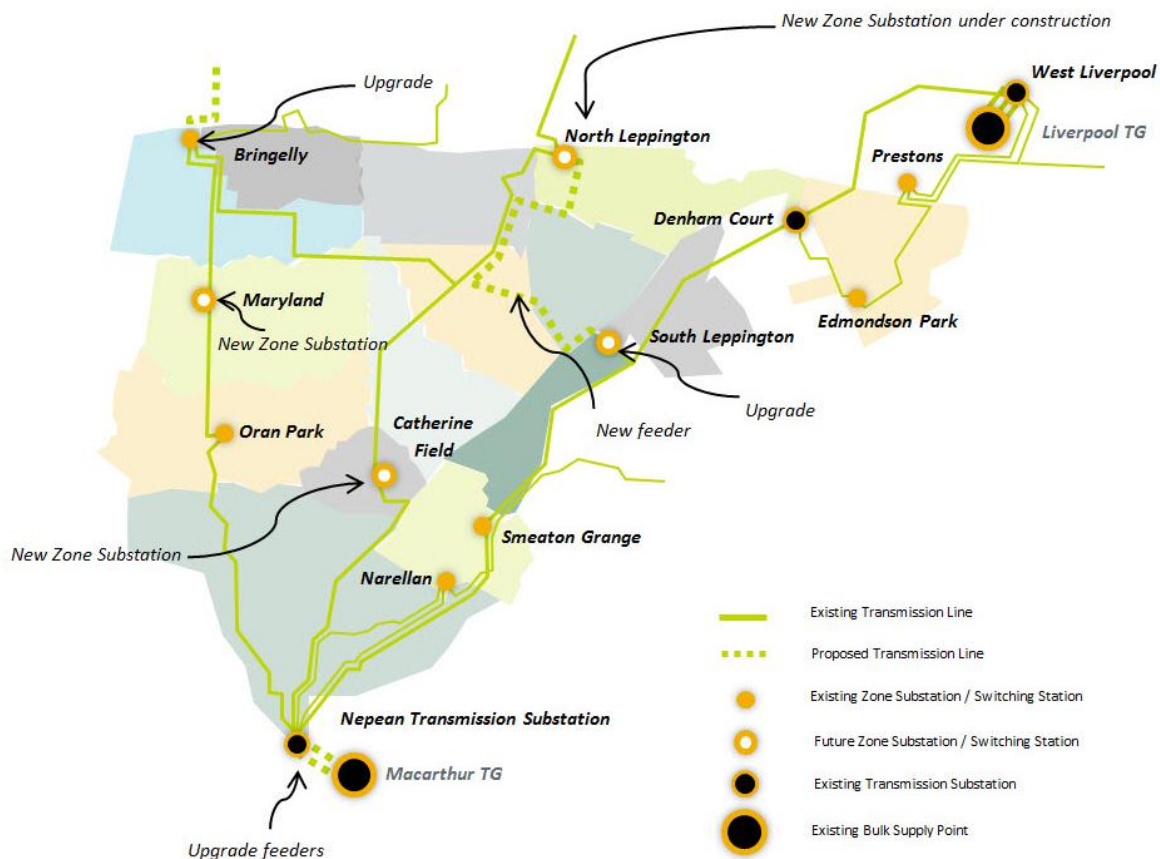 New Zone Substation under construction
Upgrade
West Liverpool
North Leppington
Liverpool TG
Bringelly
Prestons
Denham Court
Maryland
Edmondson Park
New Zone Substation
South Leppington
Upgrade
Catherine
Field
New feeder
Oran Park
New Zone Substation
Smeaton Grange
Narellan
Existing Transmission Line
Proposed Transmission Line
Existing Zone Substation / Switching Station
Nepean Transmission Substation
Future Zone Substation / Switching Station
Macarthur TG
Existing Transmission Substation
Existing Bulk Supply Point
Upgrade feeders